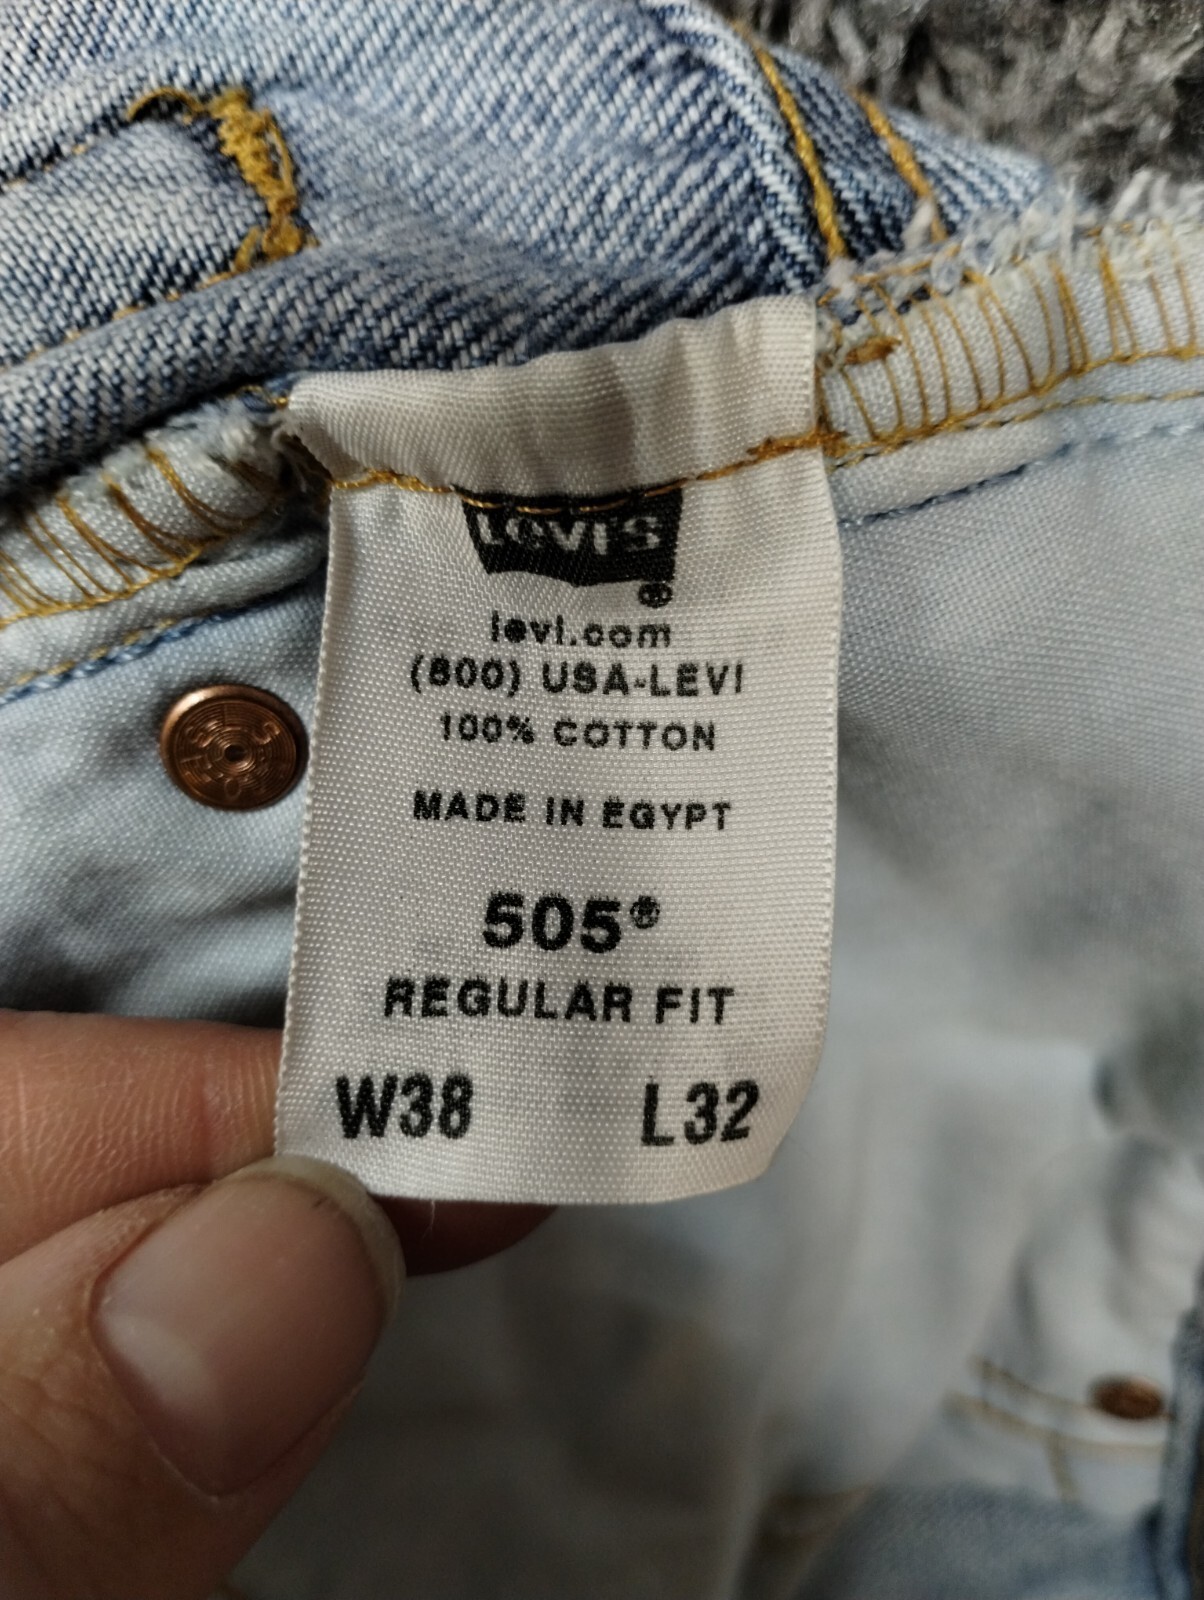 Levi's
®
levi.com
(800) USA-LEVI
100% COTTON
MADE IN EGYPT
505®
REGULAR FIT
W38 L32